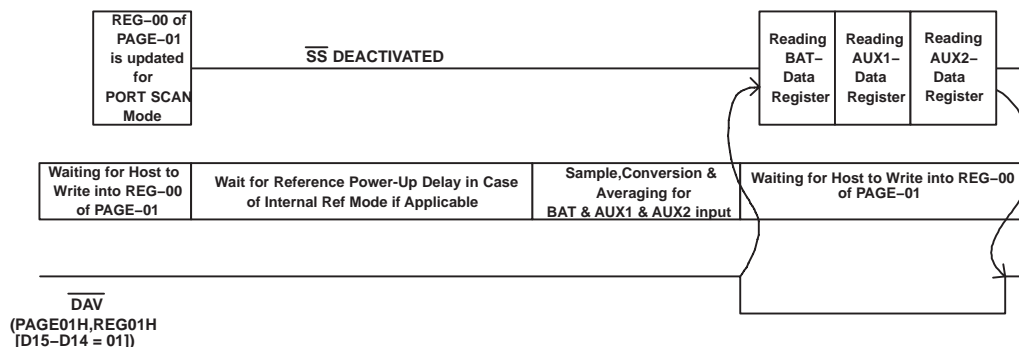 REG–00 of
PAGE–01
is updated
for
PORT SCAN
Mode
SS DEACTIVATED
Reading
BAT–
Data
Register
Reading
AUX1–
Data
Register
Reading
AUX2–
Data
Register
Waiting for Host to
Write into REG–00
of PAGE–01
Wait for Reference Power-Up Delay in Case
of Internal Ref Mode if Applicable
Sample,Conversion &
Averaging for
BAT & AUX1 & AUX2 input
Waiting for Host to Write into REG–00
of PAGE–01
DAV
(PAGE01H,REG01H
[D15–D14 = 01])